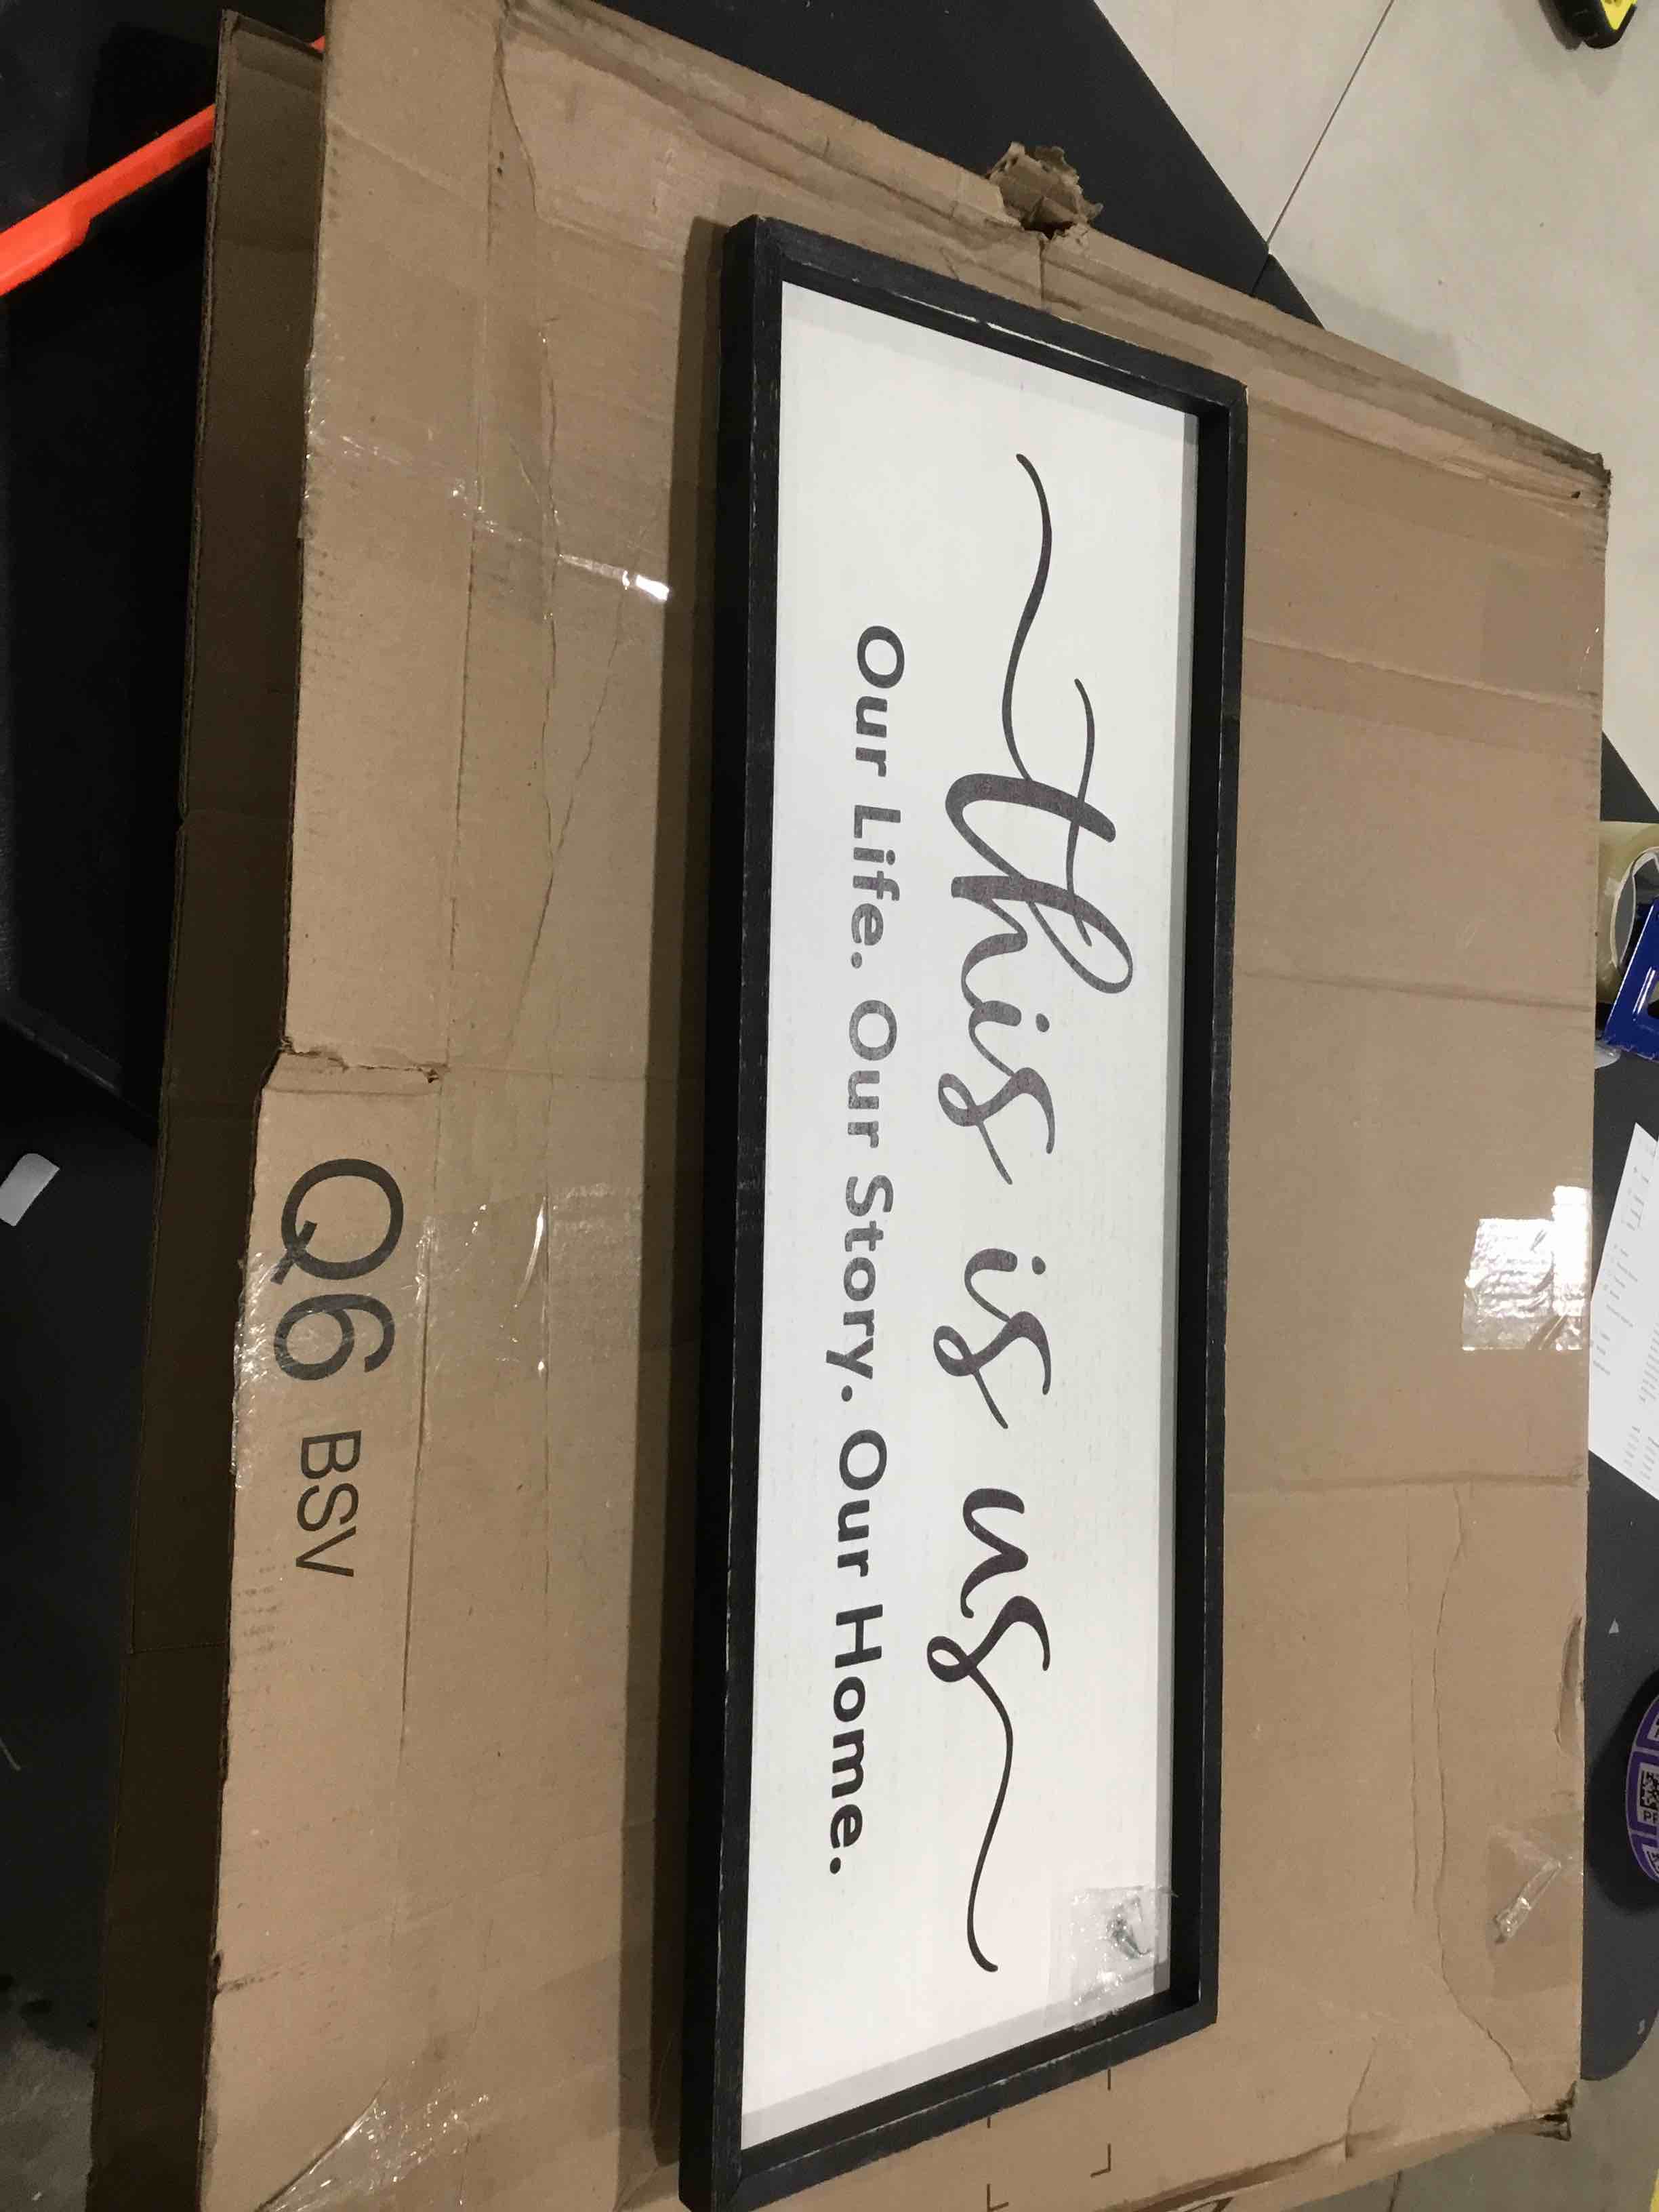 this is us
Our Life. Our Story. Our Home.
Q6 BSV